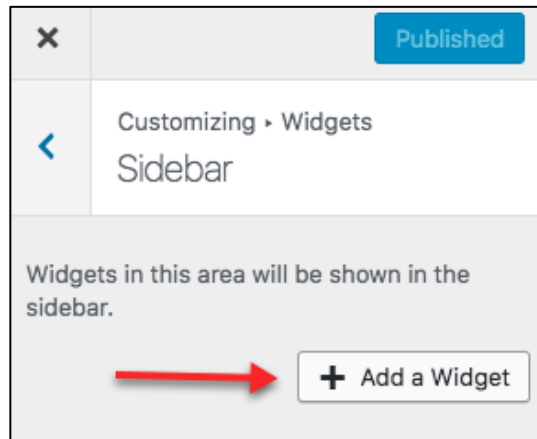 Published
Customizing ▸ Widgets
Sidebar
Widgets in this area will be shown in the
sidebar.
+ Add a Widget